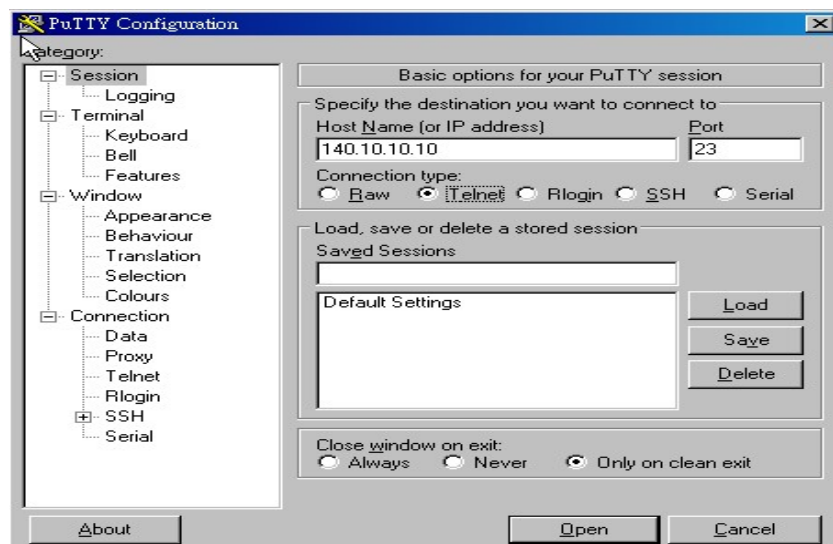 PuTTY Configuration
Category:
Session
Logging
Terminal
Keyboard
Bell
Features
Window
Appearance
Behaviour
Translation
Selection
Colours
Connection
Data
Proxy
Telnet
Rlogin
SSH
Serial
Basic options for your PuTTY session
Specify the destination you want to connect to
Host Name (or IP address) Port
140.10.10.10 23
Connection type:
Raw Telnet Rlogin SSH Serial
Load, save or delete a stored session
Saved Sessions
Default Settings
Load
Save
Delete
Close window on exit:
Always Never Only on clean exit
About Open Cancel